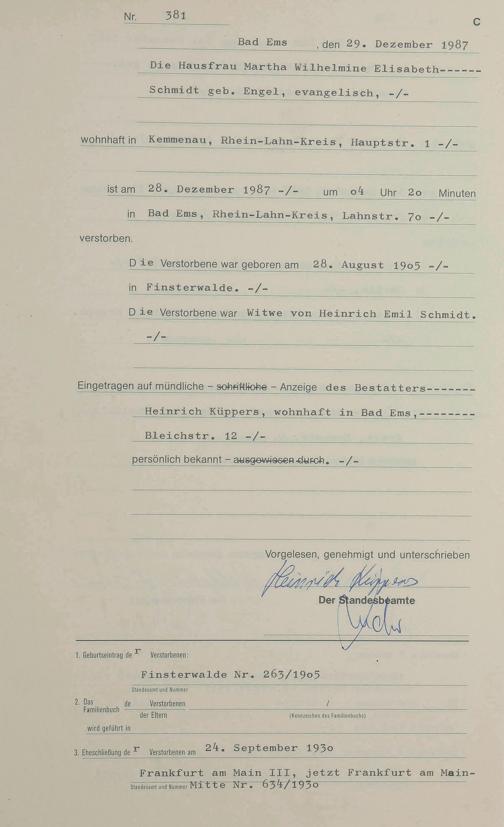 Nr. 381
C
Bad Ems , den 29. Dezember 1987
Die Hausfrau Martha Wilhelmine Elisabeth------
Schmidt geb. Engel, evangelisch, -/-
wohnhaft in Kemmenau, Rhein-Lahn-Kreis, Hauptstr. 1 -/-
ist am 28. Dezember 1987 -/- um o4 Uhr 2o Minuten
in Bad Ems, Rhein-Lahn-Kreis, Lahnstr. 7o -/-
verstorben.
Die Verstorbene war geboren am 28. August 19o5 -/-
in Finsterwalde. -/-
Die Verstorbene war Witwe von Heinrich Emil Schmidt.
-/-
Eingetragen auf mündliche – schriftliche – Anzeige des Bestatters-------
Heinrich Küppers, wohnhaft in Bad Ems,--------
Bleichstr. 12 -/-
persönlich bekannt – ausgewiesen durch. -/-
Vorgelesen, genehmigt und unterschrieben
Heinrich Küppers
Der Standesbeamte
1. Geburtseintrag de r Verstorbenen:
Finsterwalde Nr. 263/19o5
Standesamt und Nummer
2. Das Familienbuch de Verstorbenen /
der Eltern (Kennzeichen des Familienbuchs)
wird geführt in
3. Eheschließung de r Verstorbenen am 24. September 193o
Frankfurt am Main III, jetzt Frankfurt am Main-
Standesamt und Nummer Mitte Nr. 634/193o